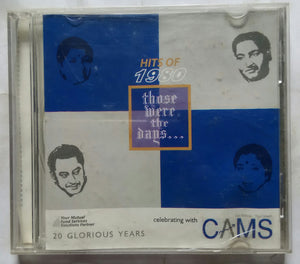 HITS OF
1980
those
were
the
days...
Your Mutual
Fund Services
Solutions Partner
celebrating with
CAMS
20 GLORIOUS YEARS